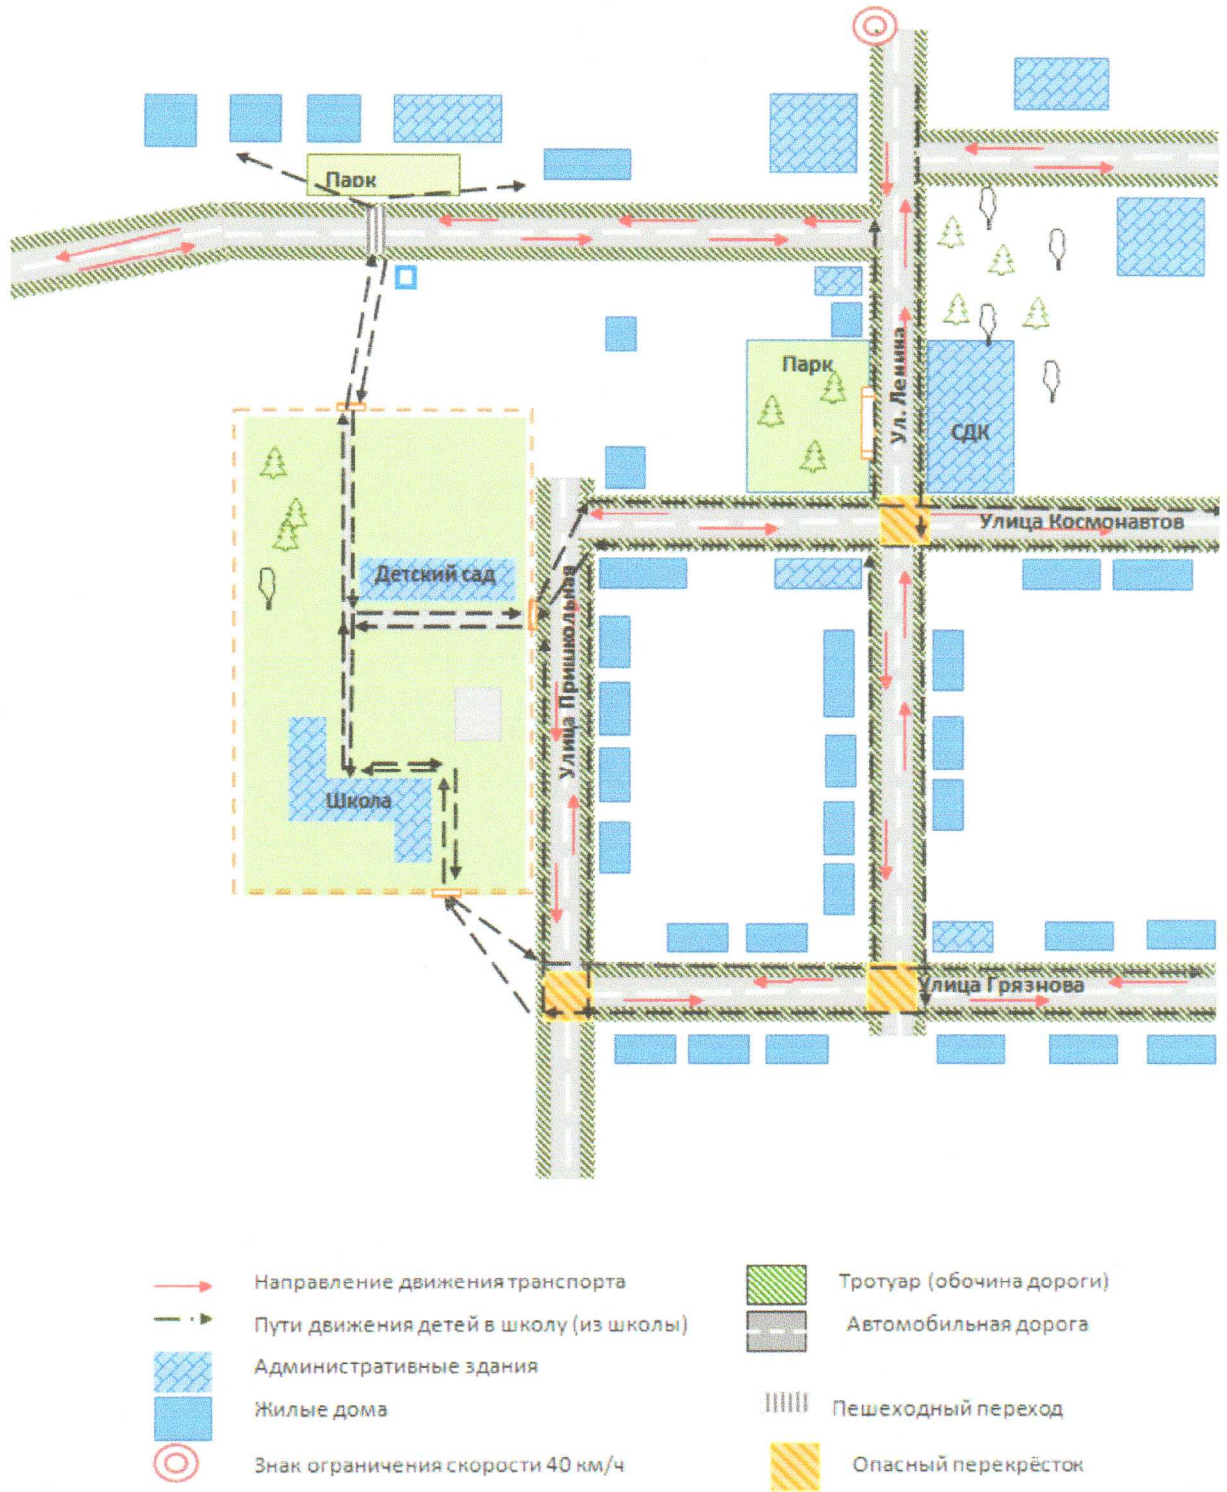 Парк
Парк
Ул. Ленина
СДК
Улица Космонавтов
Детский сад
Улица Пришкольная
Школа
Улица Грязнова
Направление движения транспорта
Тротуар (обочина дороги)
Пути движения детей в школу (из школы)
Автомобильная дорога
Административные здания
Жилые дома
Пешеходный переход
Знак ограничения скорости 40 км/ч
Опасный перекрёсток